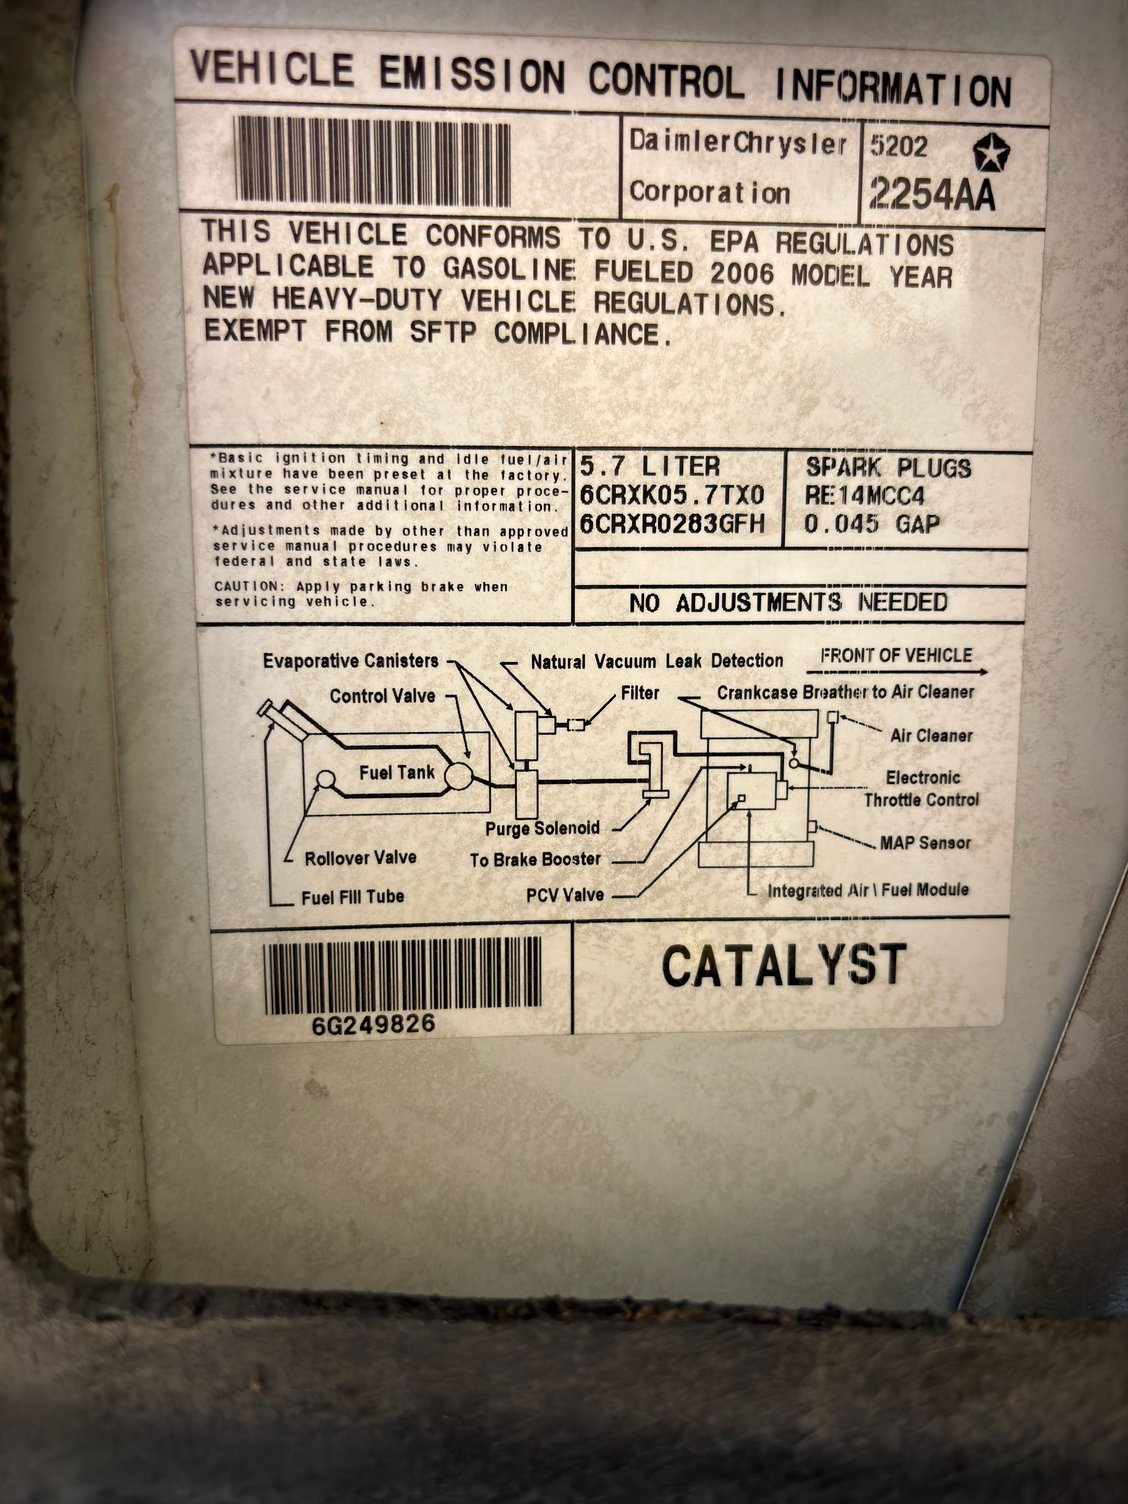 VEHICLE EMISSION CONTROL INFORMATION
DaimlerChrysler
Corporation
5202
2254AA
THIS VEHICLE CONFORMS TO U.S. EPA REGULATIONS
APPLICABLE TO GASOLINE FUELED 2006 MODEL YEAR
NEW HEAVY-DUTY VEHICLE REGULATIONS.
EXEMPT FROM SFTP COMPLIANCE.
*Basic ignition timing and idle fuel/air
mixture have been preset at the factory.
See the service manual for proper proce-
dures and other additional information.
*Adjustments made by other than approved
service manual procedures may violate
federal and state laws.
CAUTION: Apply parking brake when
servicing vehicle.
5.7 LITER
6CRXK05.7TX0
6CRXR0283GFH
SPARK PLUGS
RE14MCC4
0.045 GAP
NO ADJUSTMENTS NEEDED
Evaporative Canisters
Natural Vacuum Leak Detection
FRONT OF VEHICLE
Control Valve
Filter
Crankcase Breather to Air Cleaner
Air Cleaner
Fuel Tank
Electronic
Throttle Control
Purge Solenoid
MAP Sensor
Rollover Valve
To Brake Booster
Fuel Fill Tube
PCV Valve
Integrated Air \ Fuel Module
6G249826
CATALYST